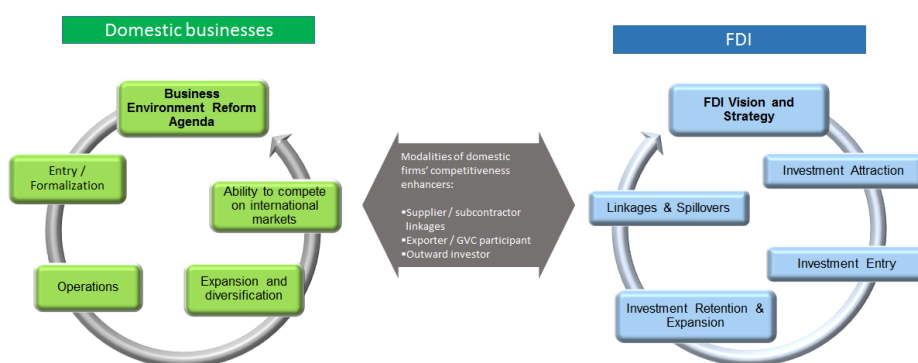 Domestic businesses
Business
Environment Reform
Agenda
Entry /
Formalization
Operations
Expansion and
diversification
Ability to compete
on international
markets
Modalities of domestic
firms' competitiveness
enhancers:
▪Supplier / subcontractor
linkages
▪Exporter / GVC participant
▪Outward investor
FDI
FDI Vision and
Strategy
Investment Attraction
Investment Entry
Investment Retention &
Expansion
Linkages & Spillovers